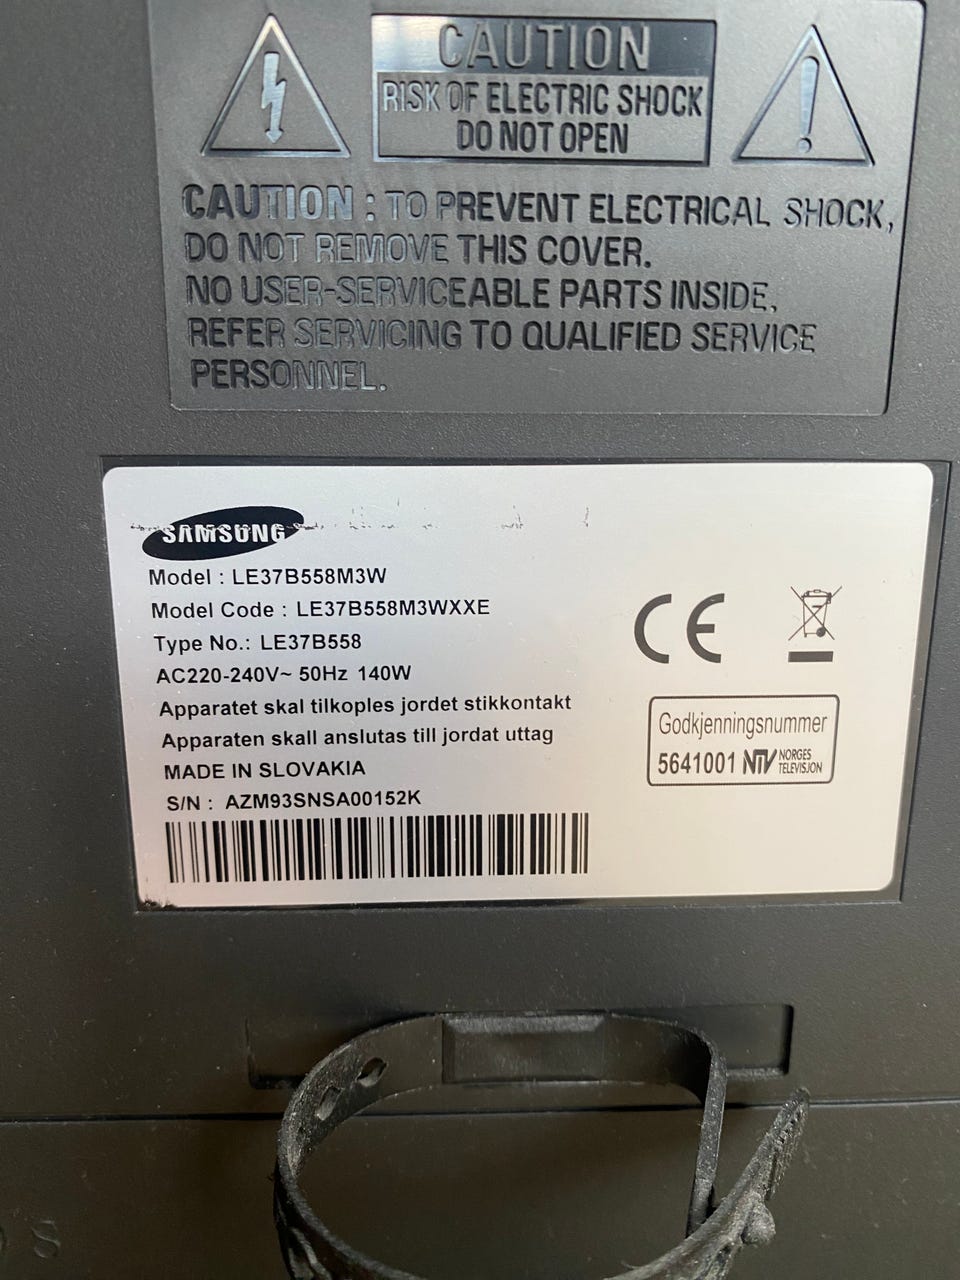 CAUTION
RISK OF ELECTRIC SHOCK
DO NOT OPEN
CAUTION : TO PREVENT ELECTRICAL SHOCK,
DO NOT REMOVE THIS COVER.
NO USER-SERVICEABLE PARTS INSIDE,
REFER SERVICING TO QUALIFIED SERVICE
PERSONNEL.
SAMSUNG
Model : LE37B558M3W
Model Code : LE37B558M3WXXE
Type No.: LE37B558
AC220-240V~ 50Hz 140W
Apparatet skal tilkoples jordet stikkontakt
Apparaten skall anslutas till jordat uttag
MADE IN SLOVAKIA
S/N : AZM93SNSA00152K
CE
Godkjenningsnummer
5641001 NTV NORGES
TELEVISJON